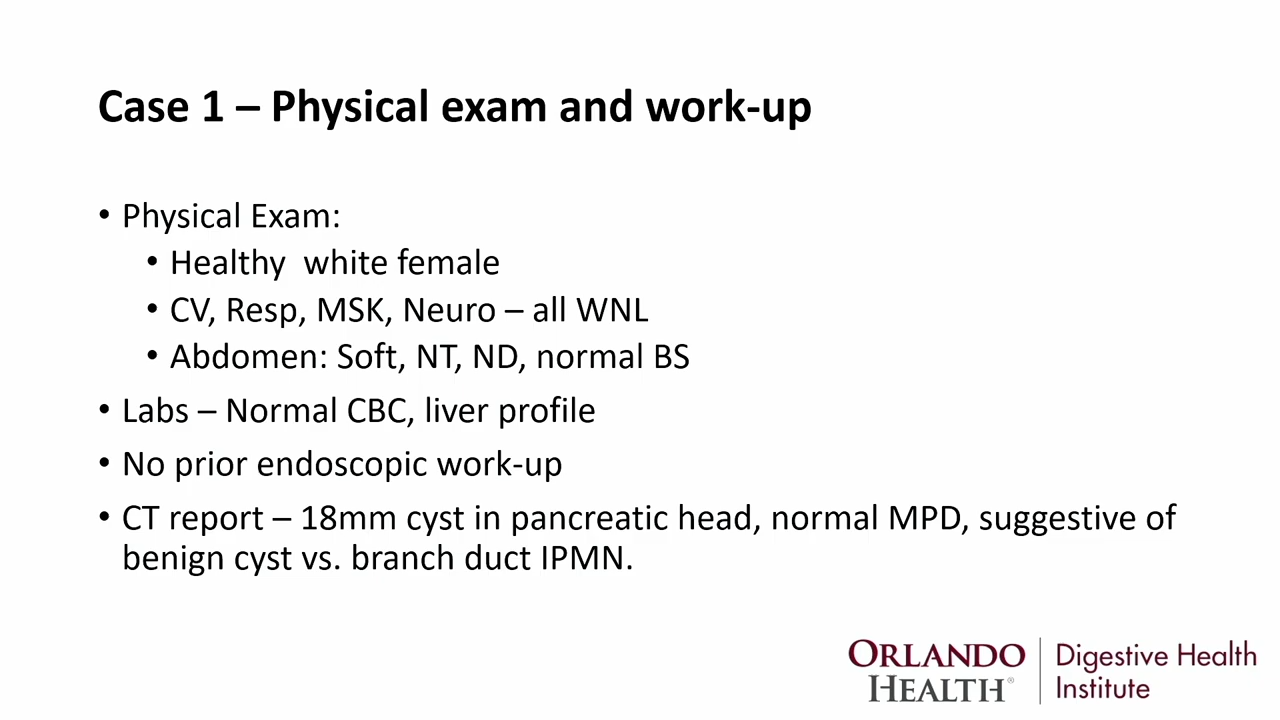 Case 1 – Physical exam and work-up
• Physical Exam:
• Healthy  white female
• CV, Resp, MSK, Neuro – all WNL
• Abdomen: Soft, NT, ND, normal BS
• Labs – Normal CBC, liver profile
• No prior endoscopic work-up
• CT report – 18mm cyst in pancreatic head, normal MPD, suggestive of
benign cyst vs. branch duct IPMN.
ORLANDO
HEALTH®
Digestive Health
Institute